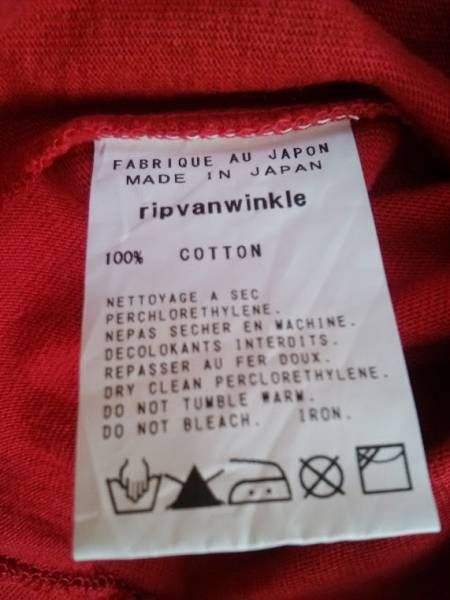 FABRIQUE AU JAPON
MADE IN JAPAN
ripvanwinkle
100% COTTON
NETTOYAGE A SEC
PERCHLORETHYLENE.
NEPAS SECHER EN MACHINE.
DECOLOKANTS INTERDITS.
REPASSER AU FER DOUX.
DRY CLEAN PERCLORETHYLENE.
DO NOT TUMBLE WARM.
DO NOT BLEACH. IRON.